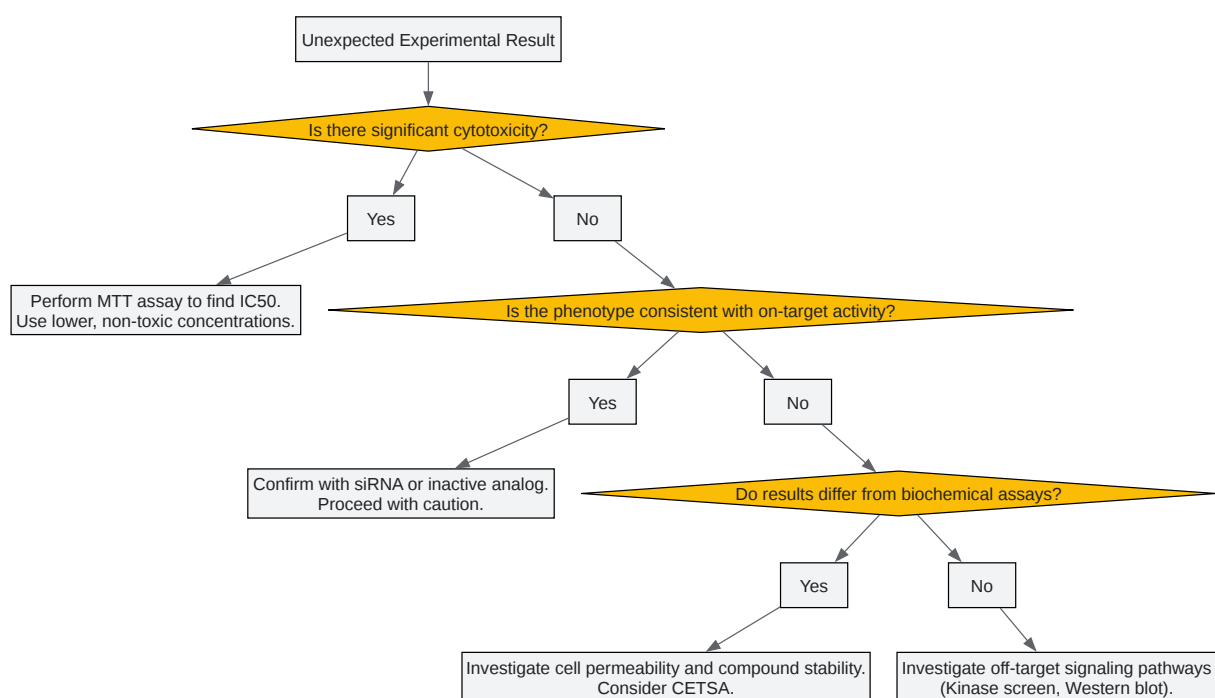 Unexpected Experimental Result
Is there significant cytotoxicity?
Yes
No
Perform MTT assay to find IC50.
Use lower, non-toxic concentrations.
Is the phenotype consistent with on-target activity?
Yes
No
Confirm with siRNA or inactive analog.
Proceed with caution.
Do results differ from biochemical assays?
Yes
No
Investigate cell permeability and compound stability.
Consider CETSA.
Investigate off-target signaling pathways
(Kinase screen, Western blot).